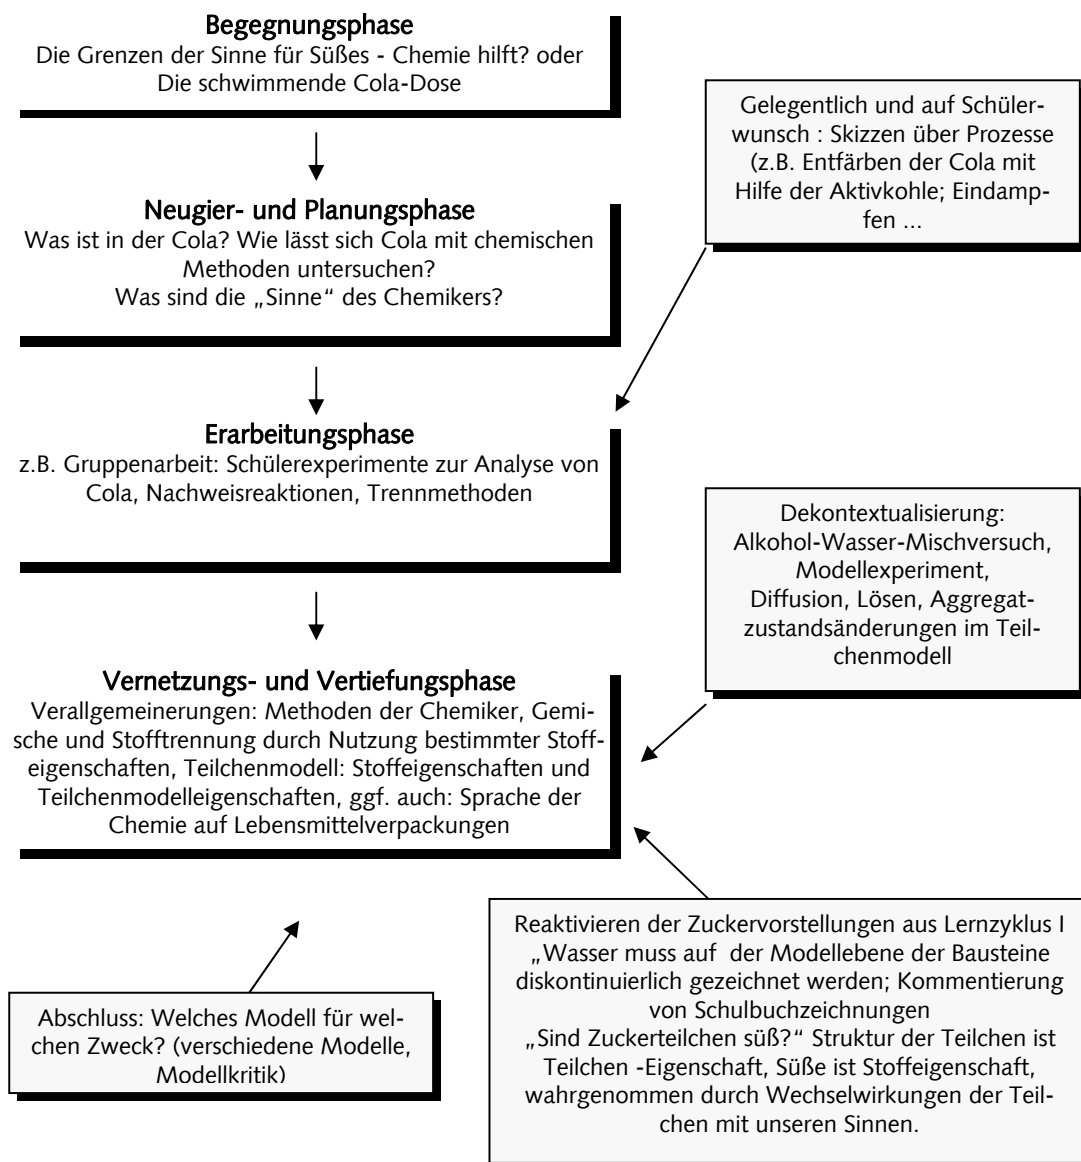 Begegnungsphase
Die Grenzen der Sinne für Süßes - Chemie hilft? oder
Die schwimmende Cola-Dose
Gelegentlich und auf Schüler-
wunsch : Skizzen über Prozesse
(z.B. Entfärben der Cola mit
Hilfe der Aktivkohle; Eindamp-
fen ...
Neugier- und Planungsphase
Was ist in der Cola? Wie lässt sich Cola mit chemischen
Methoden untersuchen?
Was sind die „Sinne“ des Chemikers?
Erarbeitungsphase
z.B. Gruppenarbeit: Schülerexperimente zur Analyse von
Cola, Nachweisreaktionen, Trennmethoden
Dekontextualisierung:
Alkohol-Wasser-Mischversuch,
Modellexperiment,
Diffusion, Lösen, Aggregat-
zustandsänderungen im Teil-
chenmodell
Vernetzungs- und Vertiefungsphase
Verallgemeinerungen: Methoden der Chemiker, Gemi-
sche und Stofftrennung durch Nutzung bestimmter Stoff-
eigenschaften, Teilchenmodell: Stoffeigenschaften und
Teilchenmodelleigenschaften, ggf. auch: Sprache der
Chemie auf Lebensmittelverpackungen
Reaktivieren der Zuckervorstellungen aus Lernzyklus I
„Wasser muss auf der Modellebene der Bausteine
diskontinuierlich gezeichnet werden; Kommentierung
von Schulbuchzeichnungen
„Sind Zuckerteilchen süß?“ Struktur der Teilchen ist
Teilchen -Eigenschaft, Süße ist Stoffeigenschaft,
wahrgenommen durch Wechselwirkungen der Teil-
chen mit unseren Sinnen.
Abschluss: Welches Modell für wel-
chen Zweck? (verschiedene Modelle,
Modellkritik)